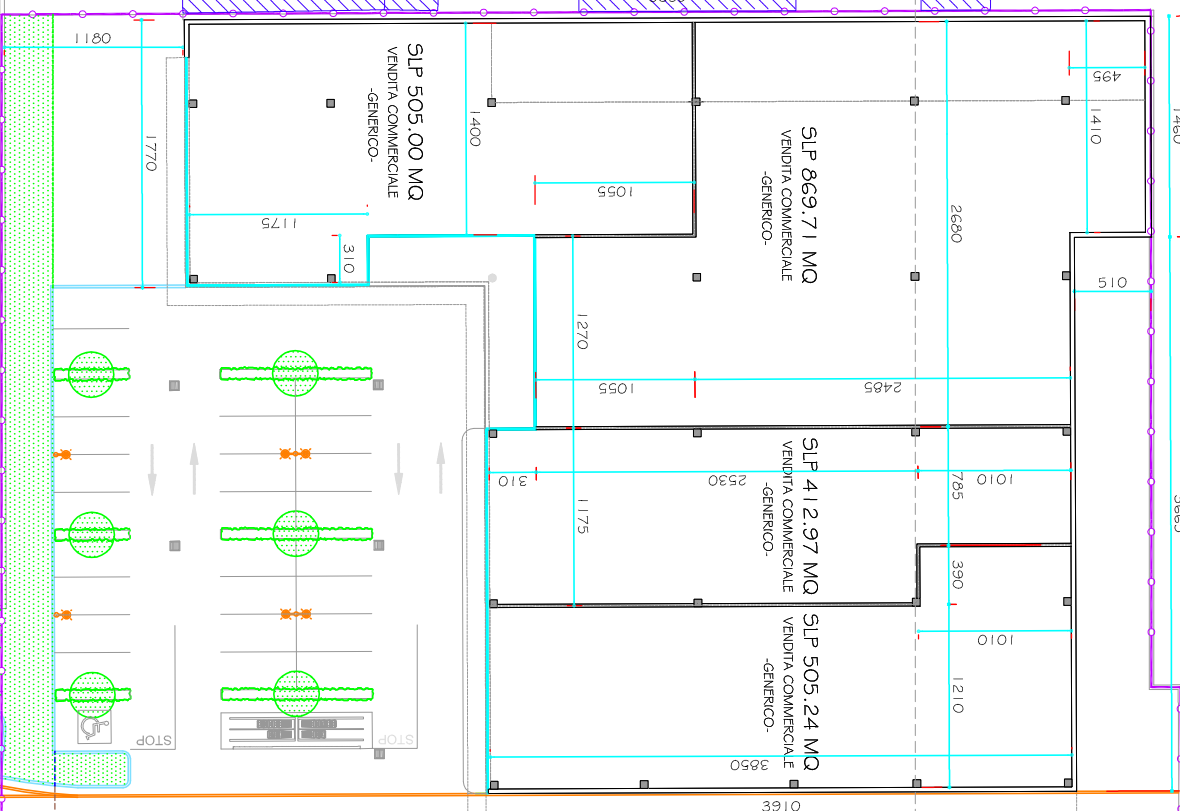 1180
1770
1400
495
1410
1460
SLP 505.00 MQ
VENDITA COMMERCIALE
-GENERICO-
SLP 869.71 MQ
VENDITA COMMERCIALE
-GENERICO-
1055
1175
310
2680
510
1270
1055
2485
310
2530
785
1010
1175
SLP 412.97 MQ
VENDITA COMMERCIALE
-GENERICO-
390
1010
SLP 505.24 MQ
VENDITA COMMERCIALE
-GENERICO-
1210
STOP
STOP
3850